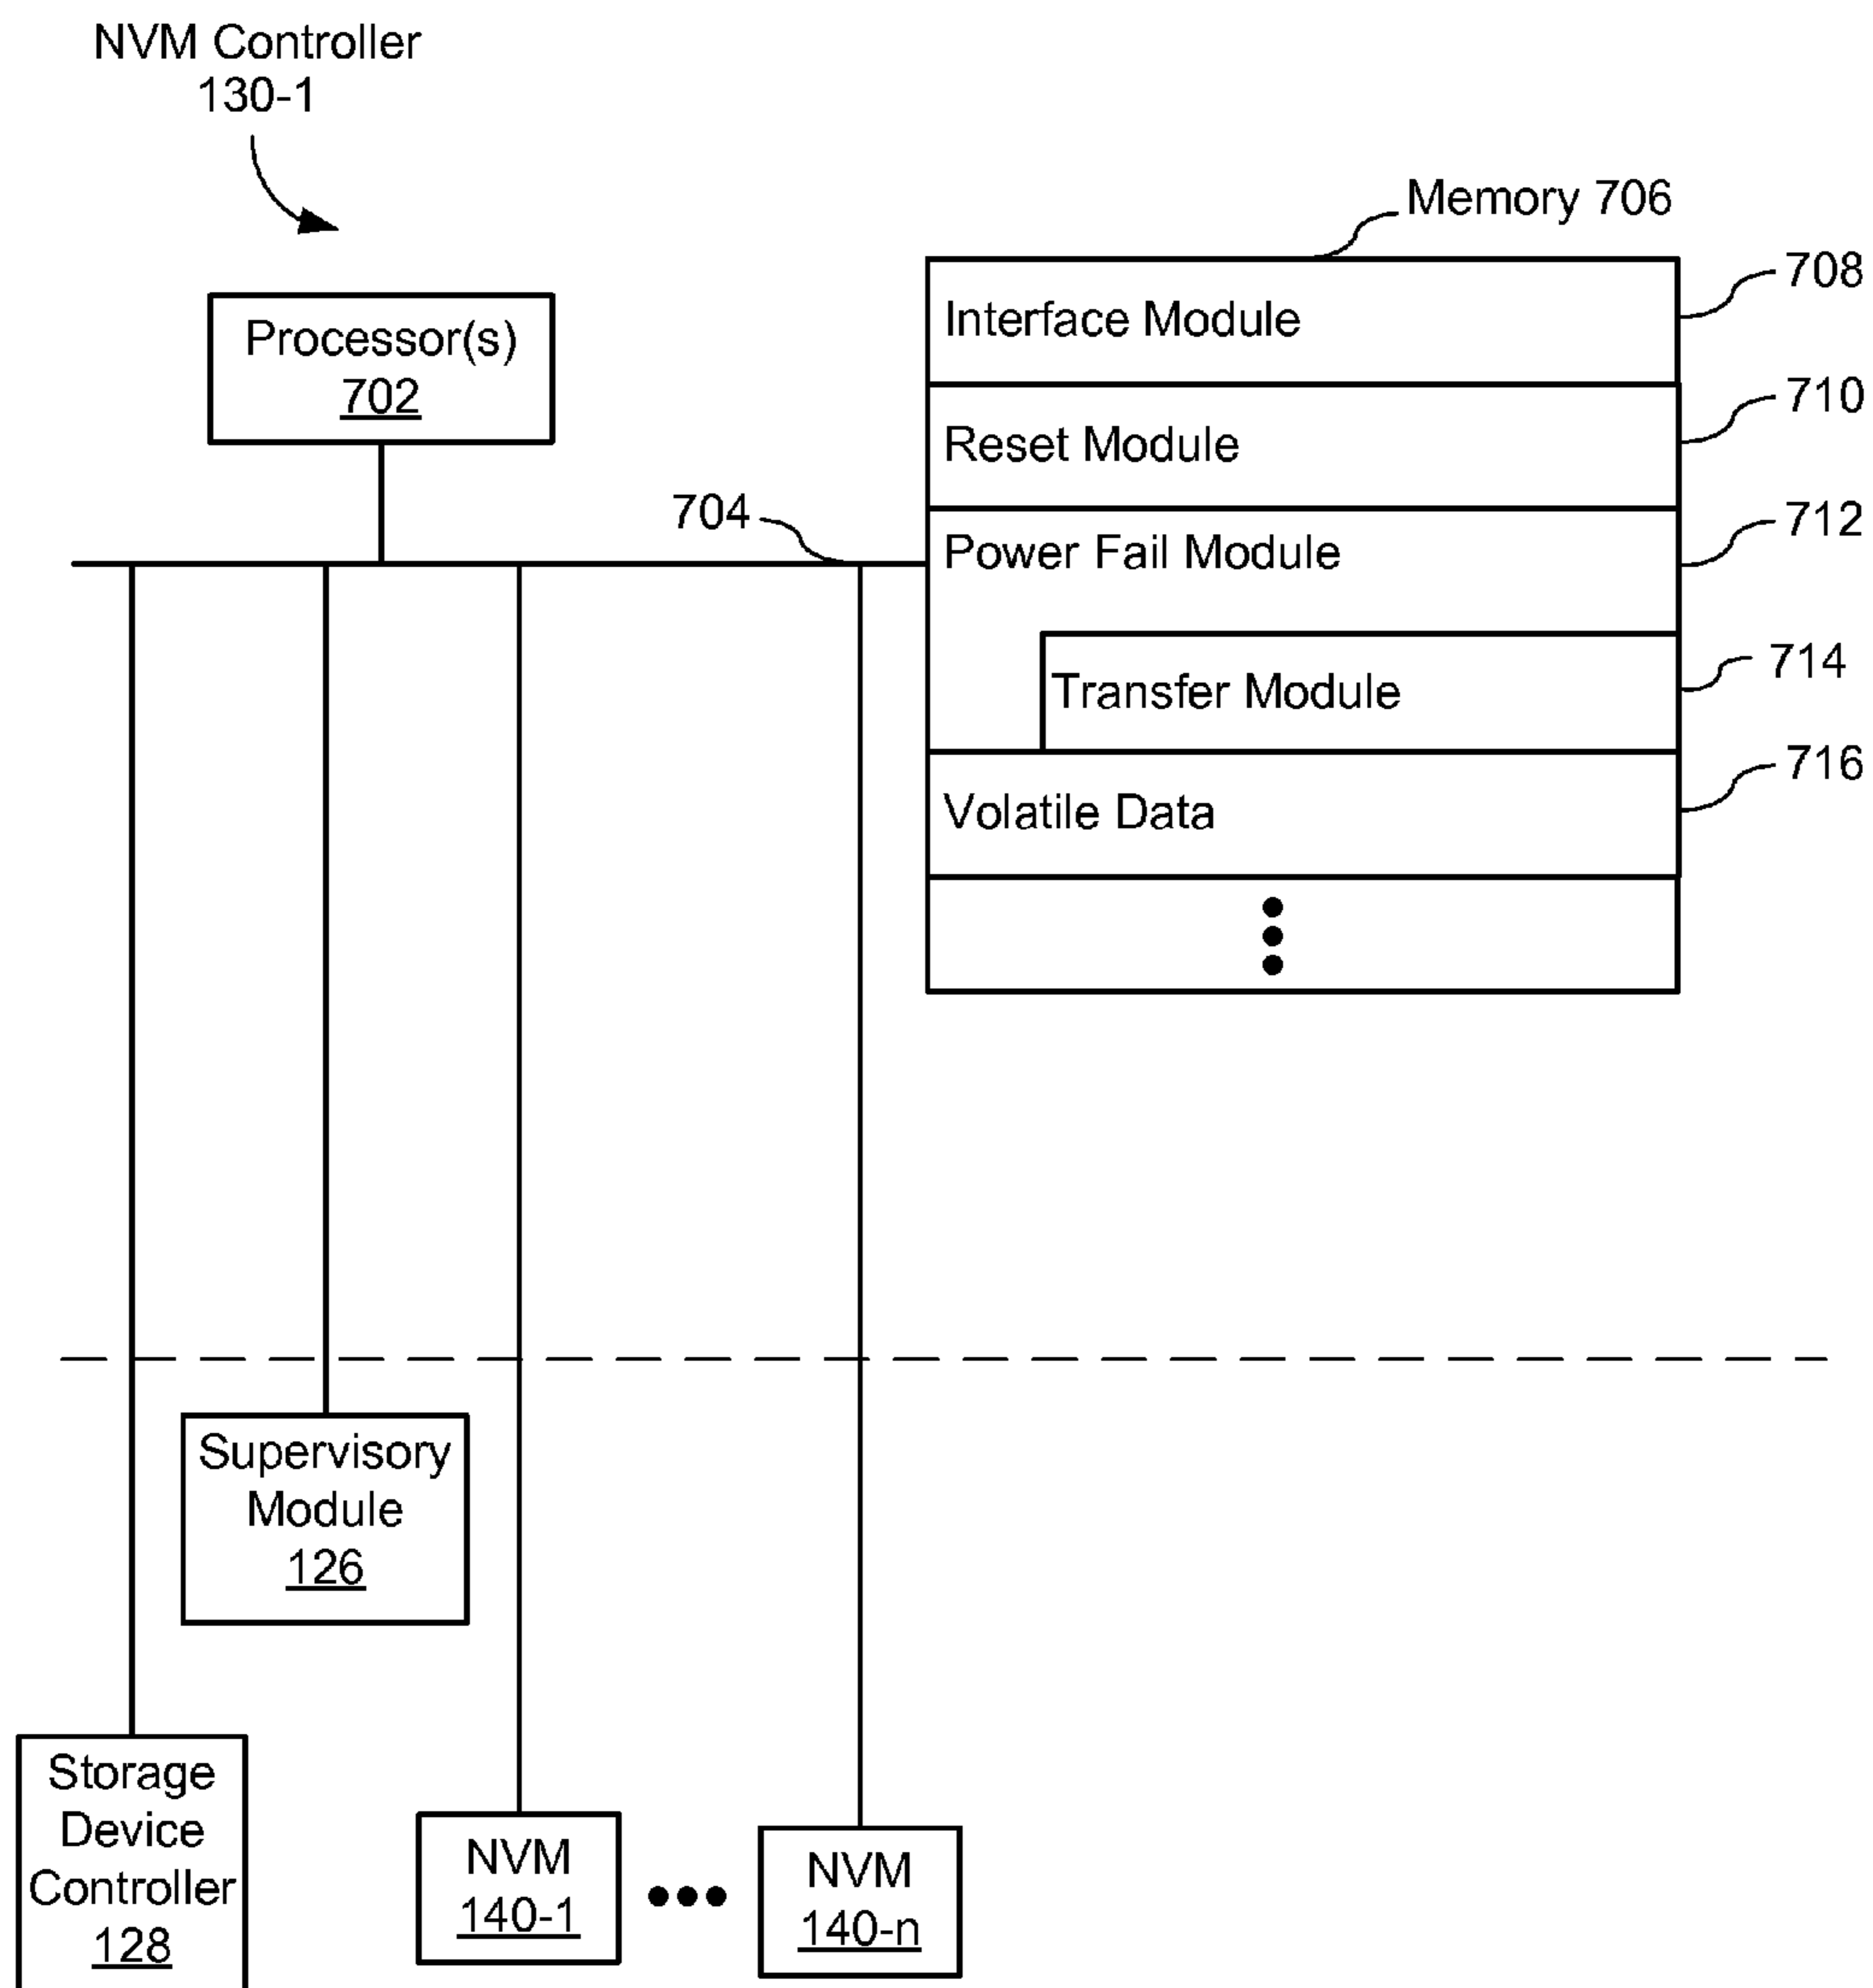 NVM Controller
130-1
Memory 706
708
Interface Module
Processor(s)
702
710
Reset Module
704
712
Power Fail Module
714
Transfer Module
716
Volatile Data
Supervisory
Module
126
Storage
Device
Controller
128
NVM
140-1
NVM
140-n